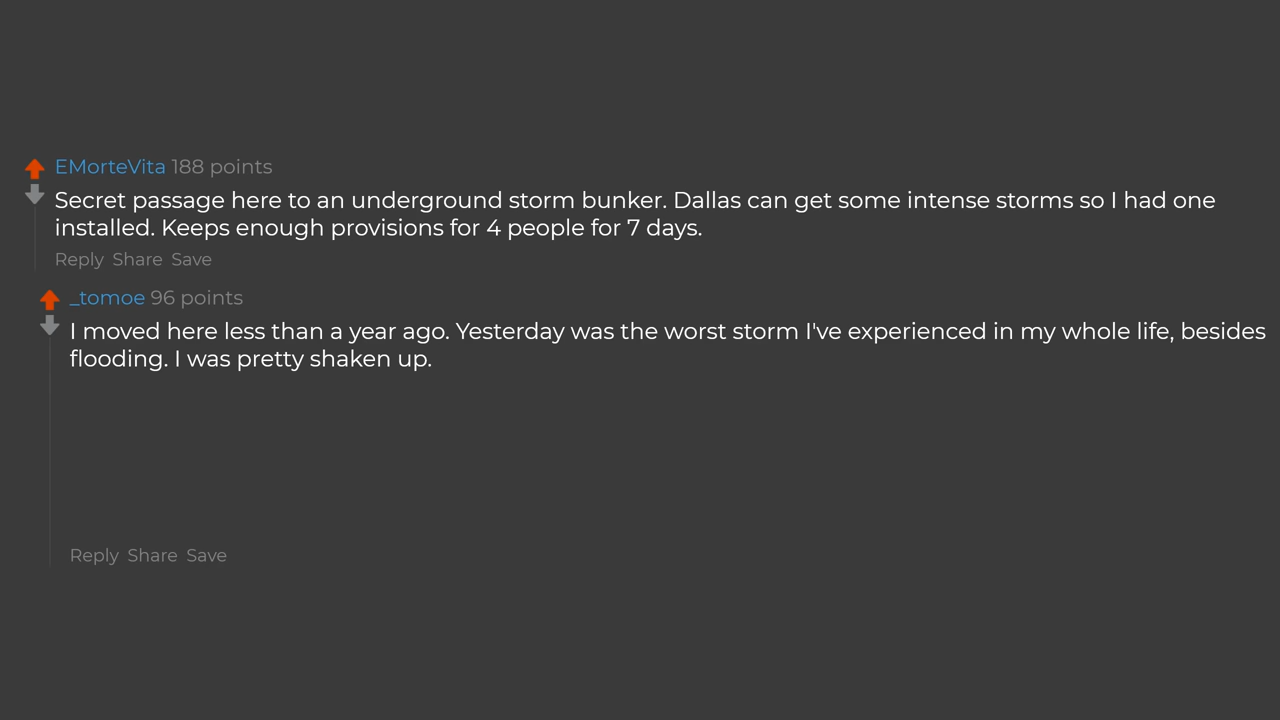 EMorteVita 188 points
Secret passage here to an underground storm bunker. Dallas can get some intense storms so I had one
installed. Keeps enough provisions for 4 people for 7 days.
Reply Share Save
_tomoe 96 points
I moved here less than a year ago. Yesterday was the worst storm I've experienced in my whole life, besides
flooding. I was pretty shaken up.
Reply Share Save